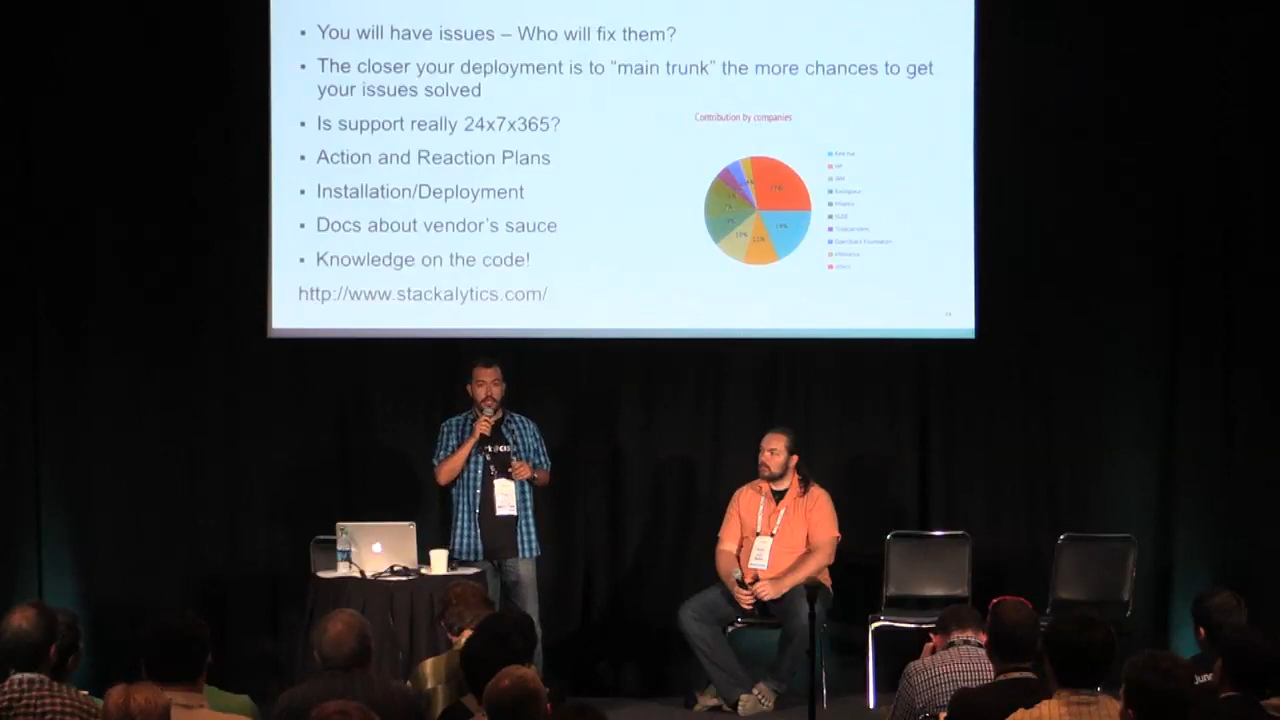 ▪ You will have issues – Who will fix them?
▪ The closer your deployment is to “main trunk” the more chances to get
your issues solved
▪ Is support really 24x7x365?
▪ Action and Reaction Plans
▪ Installation/Deployment
▪ Docs about vendor’s sauce
▪ Knowledge on the code!
http://www.stackalytics.com/
Contribution by companies